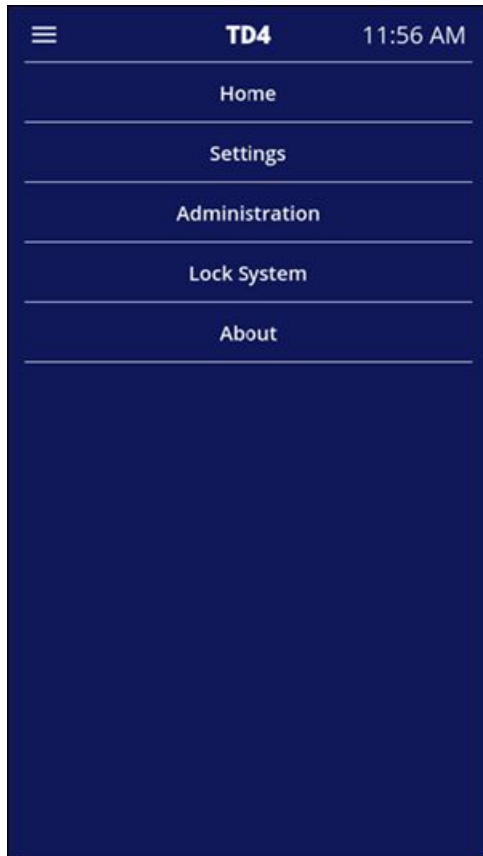 TD4 11:56 AM
Home
Settings
Administration
Lock System
About